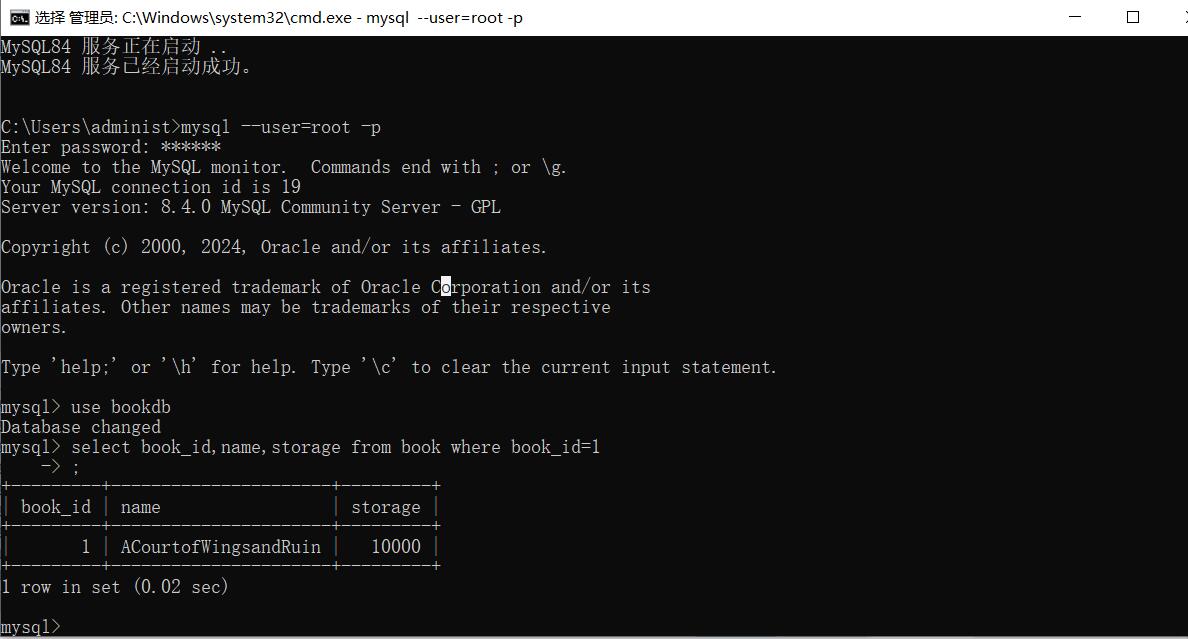 选择 管理员: C:\Windows\system32\cmd.exe - mysql  --user=root -p
MySQL84 服务正在启动 ..
MySQL84 服务已经启动成功。
C:\Users\administ>mysql --user=root -p
Enter password: ******
Welcome to the MySQL monitor.  Commands end with ; or \g.
Your MySQL connection id is 19
Server version: 8.4.0 MySQL Community Server - GPL
Copyright (c) 2000, 2024, Oracle and/or its affiliates.
Oracle is a registered trademark of Oracle Corporation and/or its
affiliates. Other names may be trademarks of their respective
owners.
Type 'help;' or '\h' for help. Type '\c' to clear the current input statement.
mysql> use bookdb
Database changed
mysql> select book_id,name,storage from book where book_id=1
    -> ;
+---------+----------------------+---------+
| book_id | name                 | storage |
+---------+----------------------+---------+
|       1 | ACourtofWingsandRuin |   10000 |
+---------+----------------------+---------+
1 row in set (0.02 sec)
mysql>